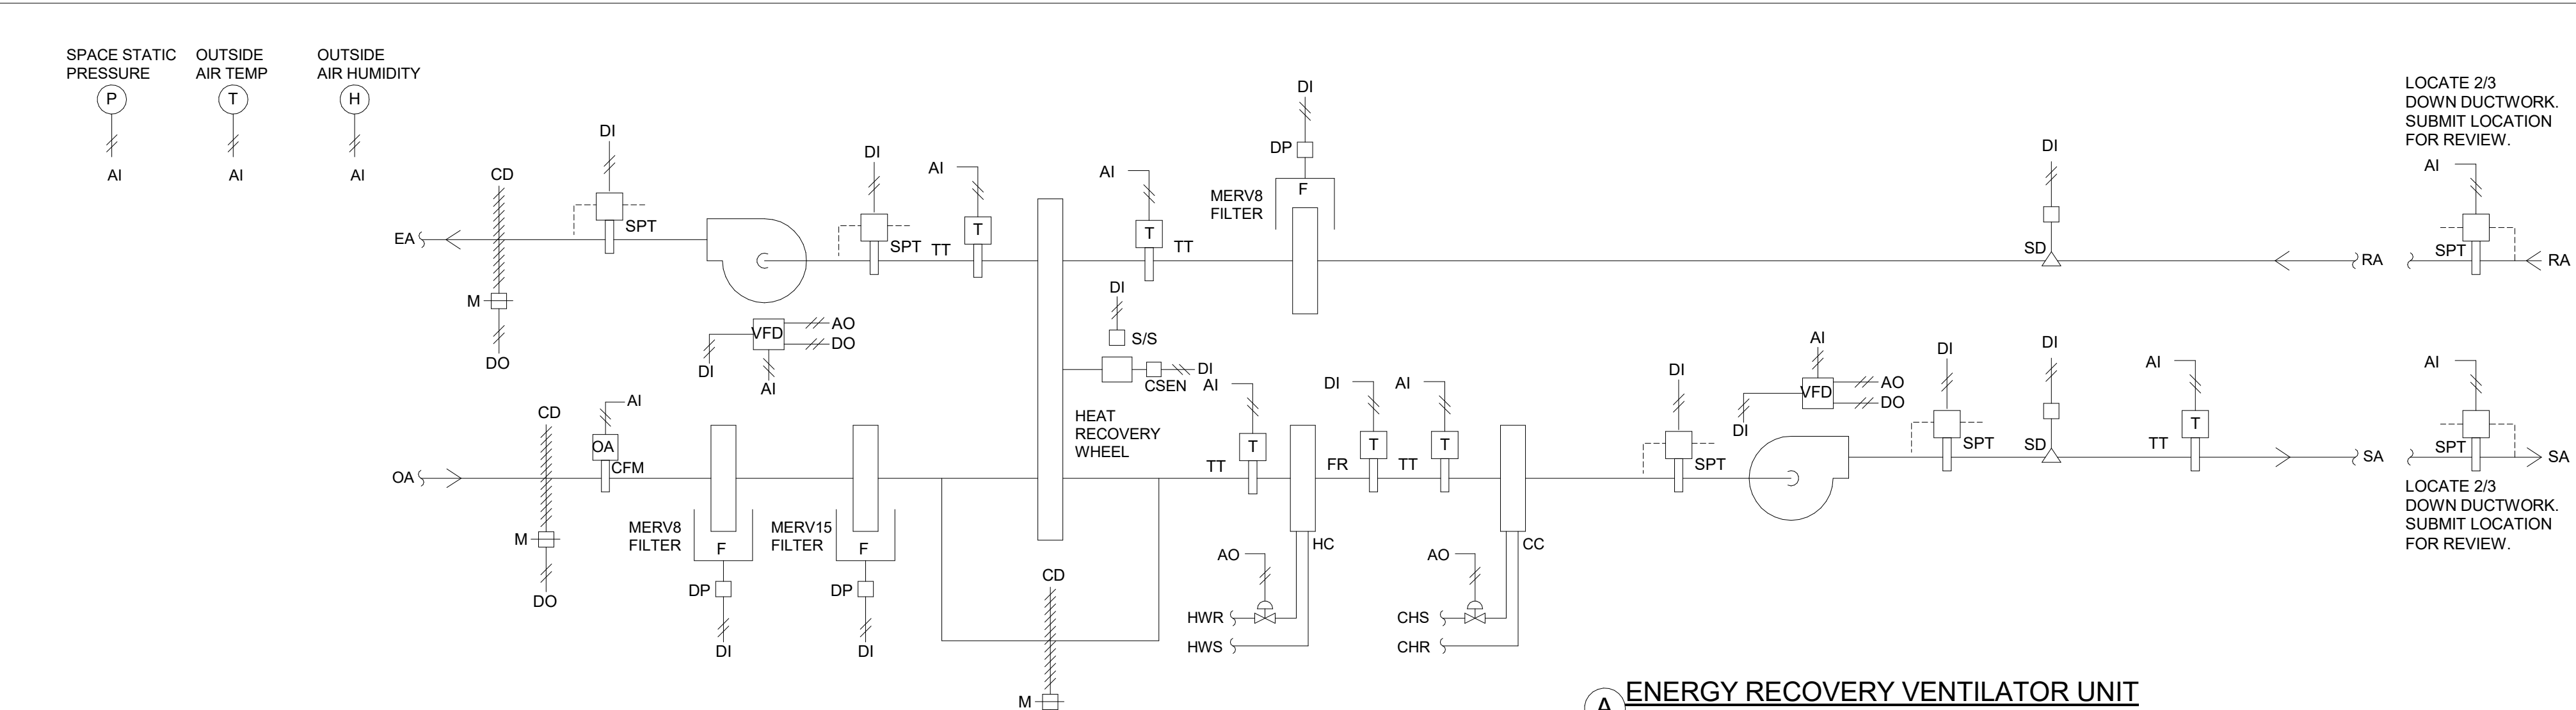 SPACE STATIC
PRESSURE
P
AI
OUTSIDE
AIR TEMP
T
AI
OUTSIDE
AIR HUMIDITY
H
AI
EA
CD
M
DO
DI
SPT
VFD
AO
DO
DI
AI
DI
SPT
AI
T
TT
AI
T
TT
DI
DP
F
MERV8
FILTER
DI
SD
RA
LOCATE 2/3
DOWN DUCTWORK.
SUBMIT LOCATION
FOR REVIEW.
AI
SPT
RA
DI
S/S
CSEN
DI
HEAT
RECOVERY
WHEEL
OA
CD
M
DO
AI
OA
CFM
MERV8
FILTER
F
DP
DI
MERV15
FILTER
F
DP
DI
CD
M
AI
T
TT
HC
AO
HWR
HWS
DI
T
FR
AI
T
TT
CC
AO
CHS
CHR
DI
SPT
AI
VFD
AO
DO
DI
DI
SPT
DI
SD
AI
T
TT
SA
AI
SPT
SA
LOCATE 2/3
DOWN DUCTWORK.
SUBMIT LOCATION
FOR REVIEW.
A
ENERGY RECOVERY VENTILATOR UNIT